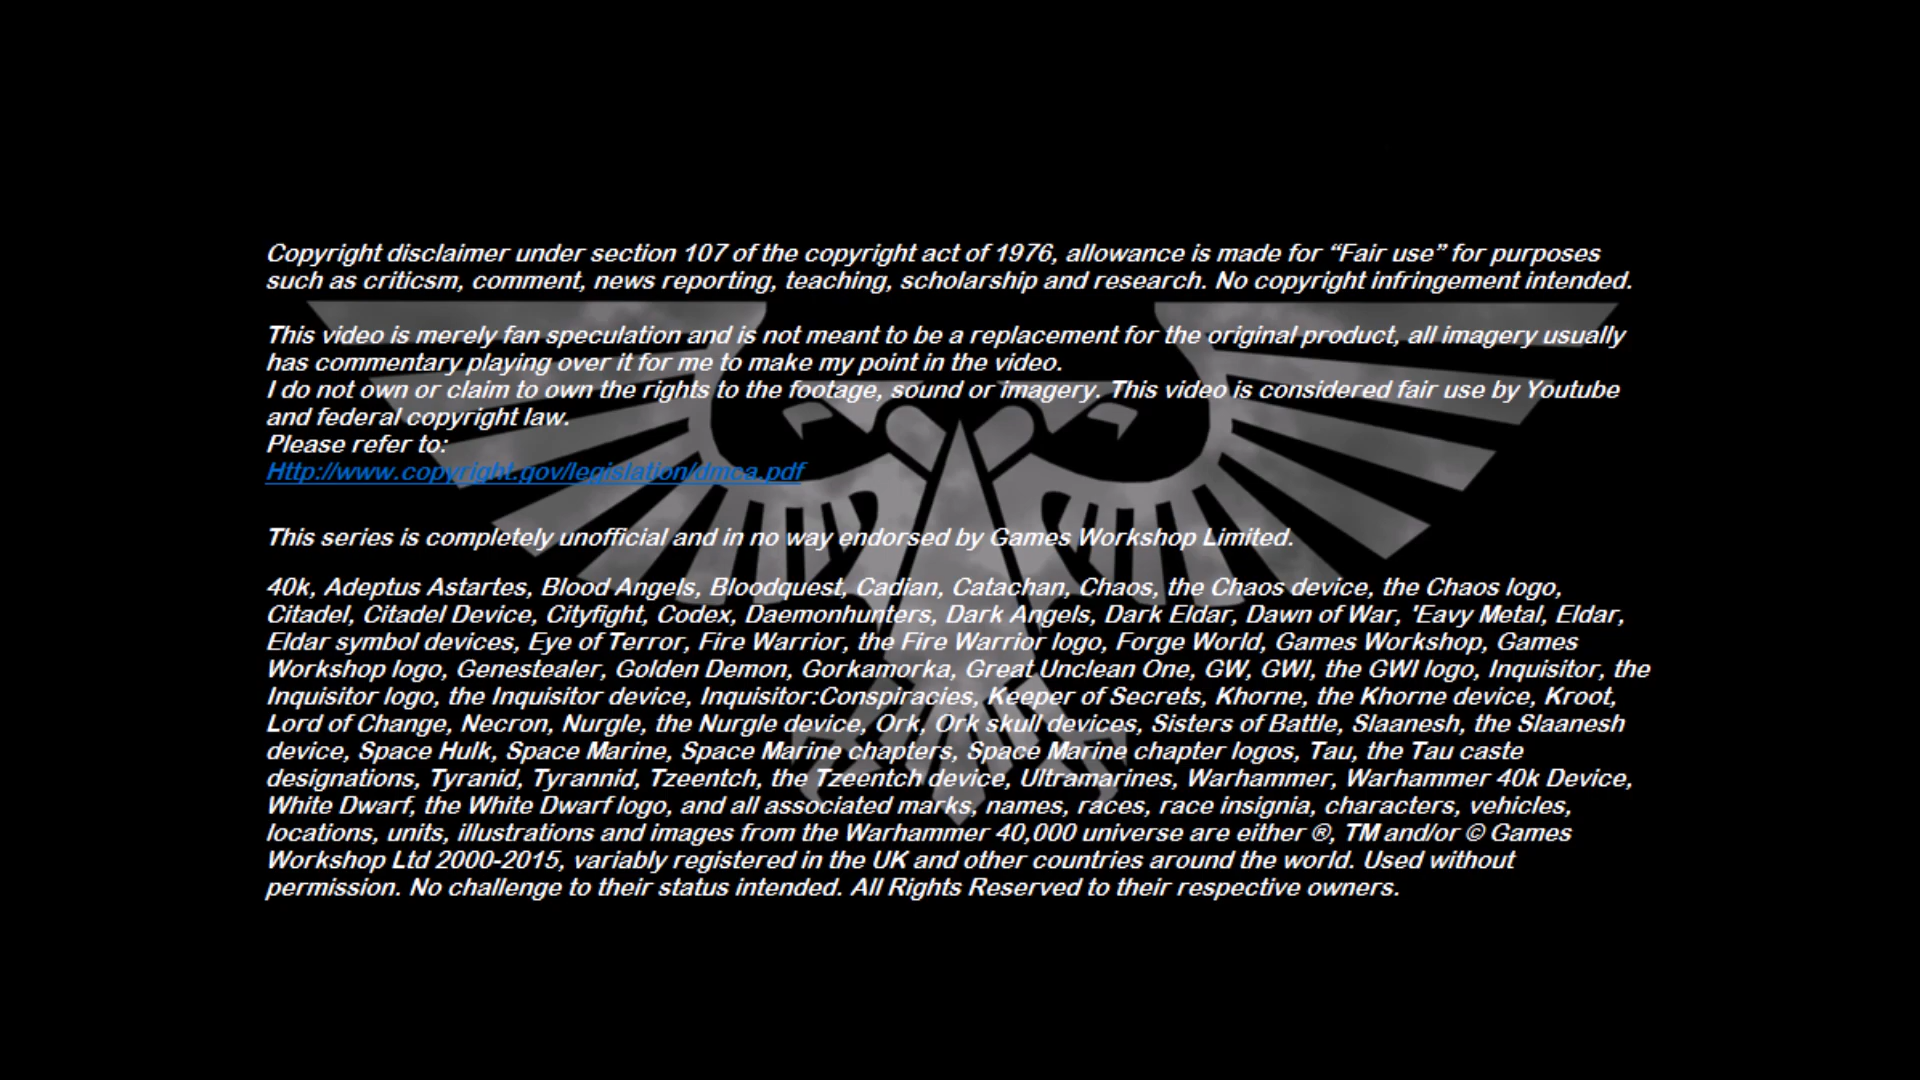 Copyright disclaimer under section 107 of the copyright act of 1976, allowance is made for “Fair use” for purposes
such as criticsm, comment, news reporting, teaching, scholarship and research. No copyright infringement intended.
This video is merely fan speculation and is not meant to be a replacement for the original product, all imagery usually
has commentary playing over it for me to make my point in the video.
I do not own or claim to own the rights to the footage, sound or imagery. This video is considered fair use by Youtube
and federal copyright law.
Please refer to:
Http://www.copyright.gov/legislation/dmca.pdf
This series is completely unofficial and in no way endorsed by Games Workshop Limited.
40k, Adeptus Astartes, Blood Angels, Bloodquest, Cadian, Catachan, Chaos, the Chaos device, the Chaos logo,
Citadel, Citadel Device, Cityfight, Codex, Daemonhunters, Dark Angels, Dark Eldar, Dawn of War, 'Eavy Metal, Eldar,
Eldar symbol devices, Eye of Terror, Fire Warrior, the Fire Warrior logo, Forge World, Games Workshop, Games
Workshop logo, Genestealer, Golden Demon, Gorkamorka, Great Unclean One, GW, GWI, the GWI logo, Inquisitor, the
Inquisitor logo, the Inquisitor device, Inquisitor:Conspiracies, Keeper of Secrets, Khorne, the Khorne device, Kroot,
Lord of Change, Necron, Nurgle, the Nurgle device, Ork, Ork skull devices, Sisters of Battle, Slaanesh, the Slaanesh
device, Space Hulk, Space Marine, Space Marine chapters, Space Marine chapter logos, Tau, the Tau caste
designations, Tyranid, Tyrannid, Tzeentch, the Tzeentch device, Ultramarines, Warhammer, Warhammer 40k Device,
White Dwarf, the White Dwarf logo, and all associated marks, names, races, race insignia, characters, vehicles,
locations, units, illustrations and images from the Warhammer 40,000 universe are either ®, TM and/or © Games
Workshop Ltd 2000-2015, variably registered in the UK and other countries around the world. Used without
permission. No challenge to their status intended. All Rights Reserved to their respective owners.